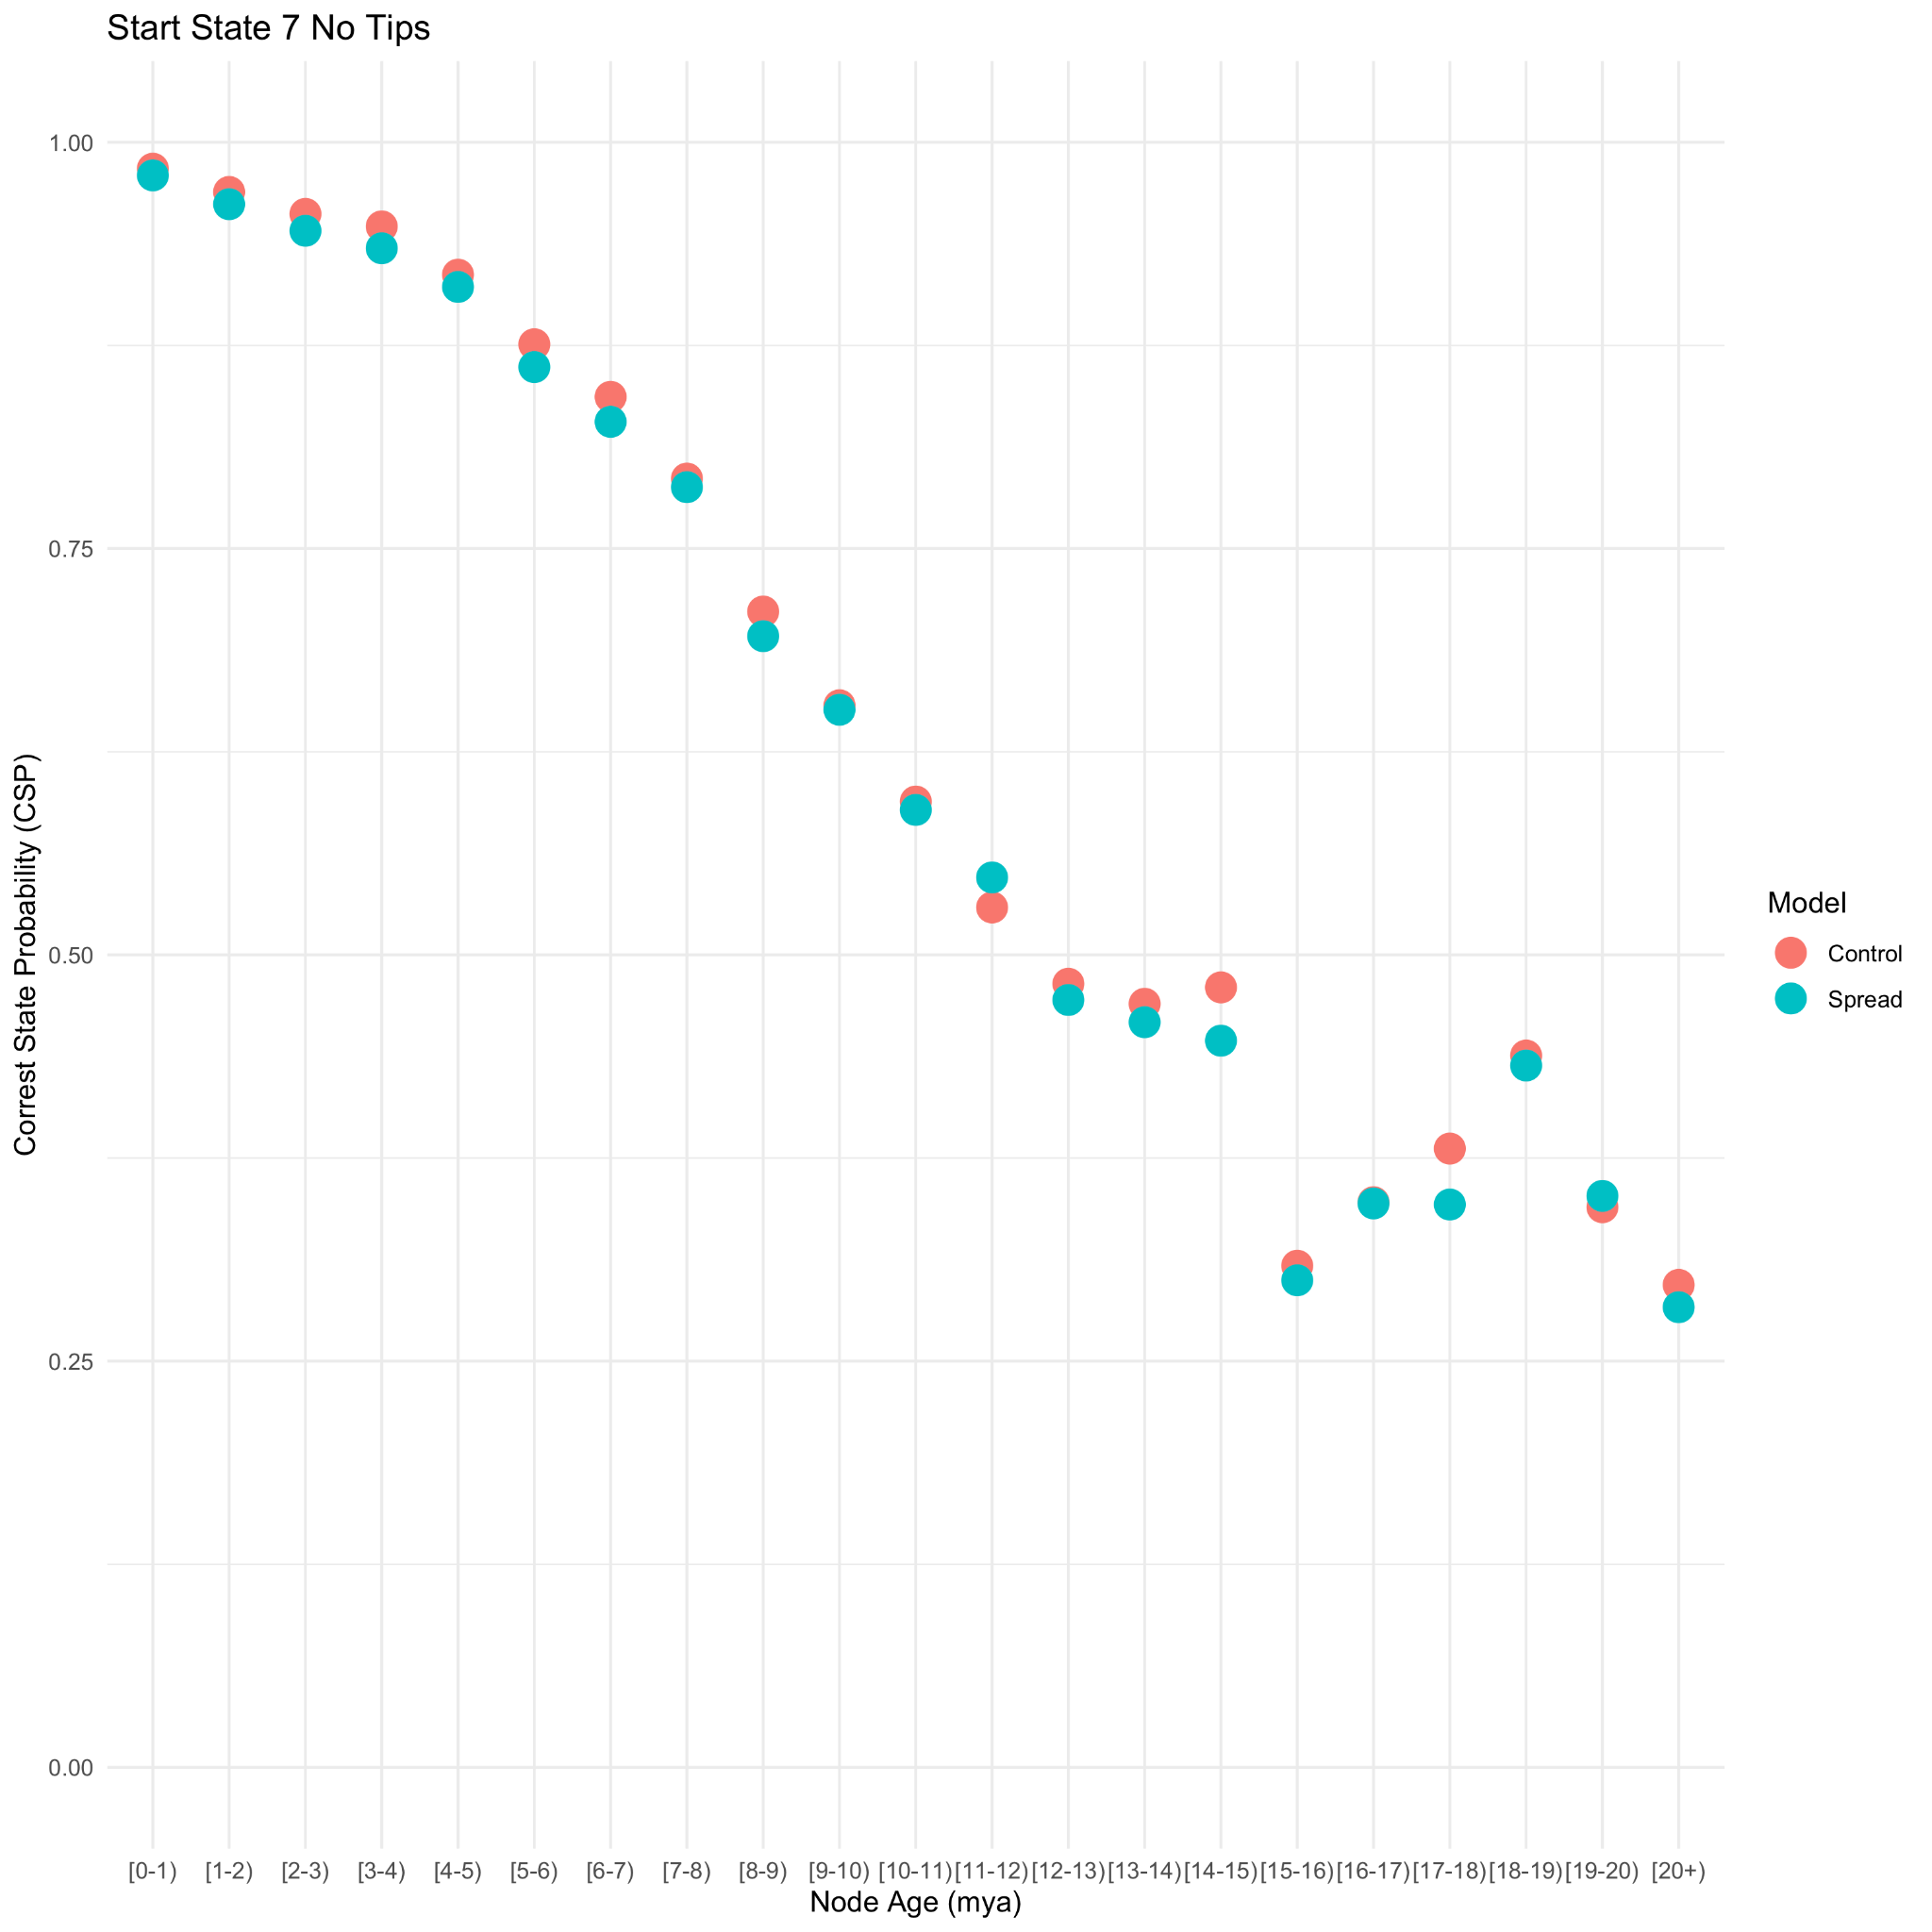 Start State 7 No Tips
Correst State Probability (CSP)
1.00
0.75
0.50
0.25
0.00
[0-1) [1-2) [2-3) [3-4) [4-5) [5-6) [6-7) [7-8) [8-9) [9-10) [10-11) [11-12) [12-13) [13-14) [14-15) [15-16) [16-17) [17-18) [18-19) [19-20) [20+)
Node Age (mya)
Model
Control
Spread